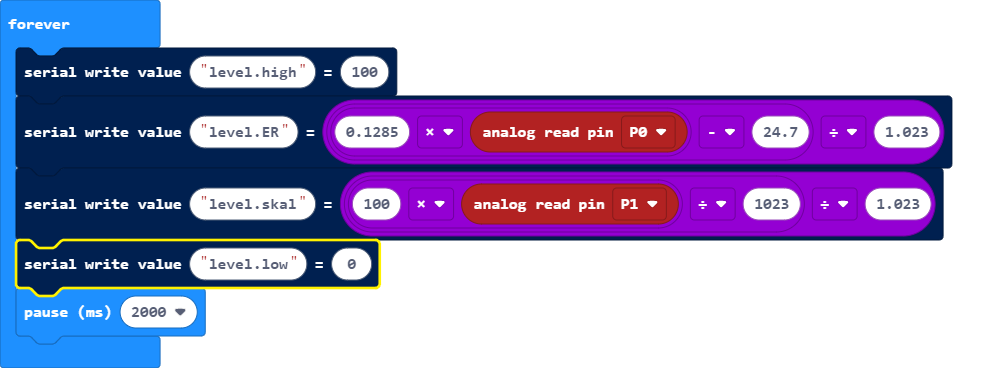 forever
serial write value "level.high" = 100
serial write value "level.ER" = 0.1285 × analog read pin P0 - 24.7 ÷ 1.023
serial write value "level.skal" = 100 × analog read pin P1 ÷ 1023 ÷ 1.023
serial write value "level.low" = 0
pause (ms) 2000